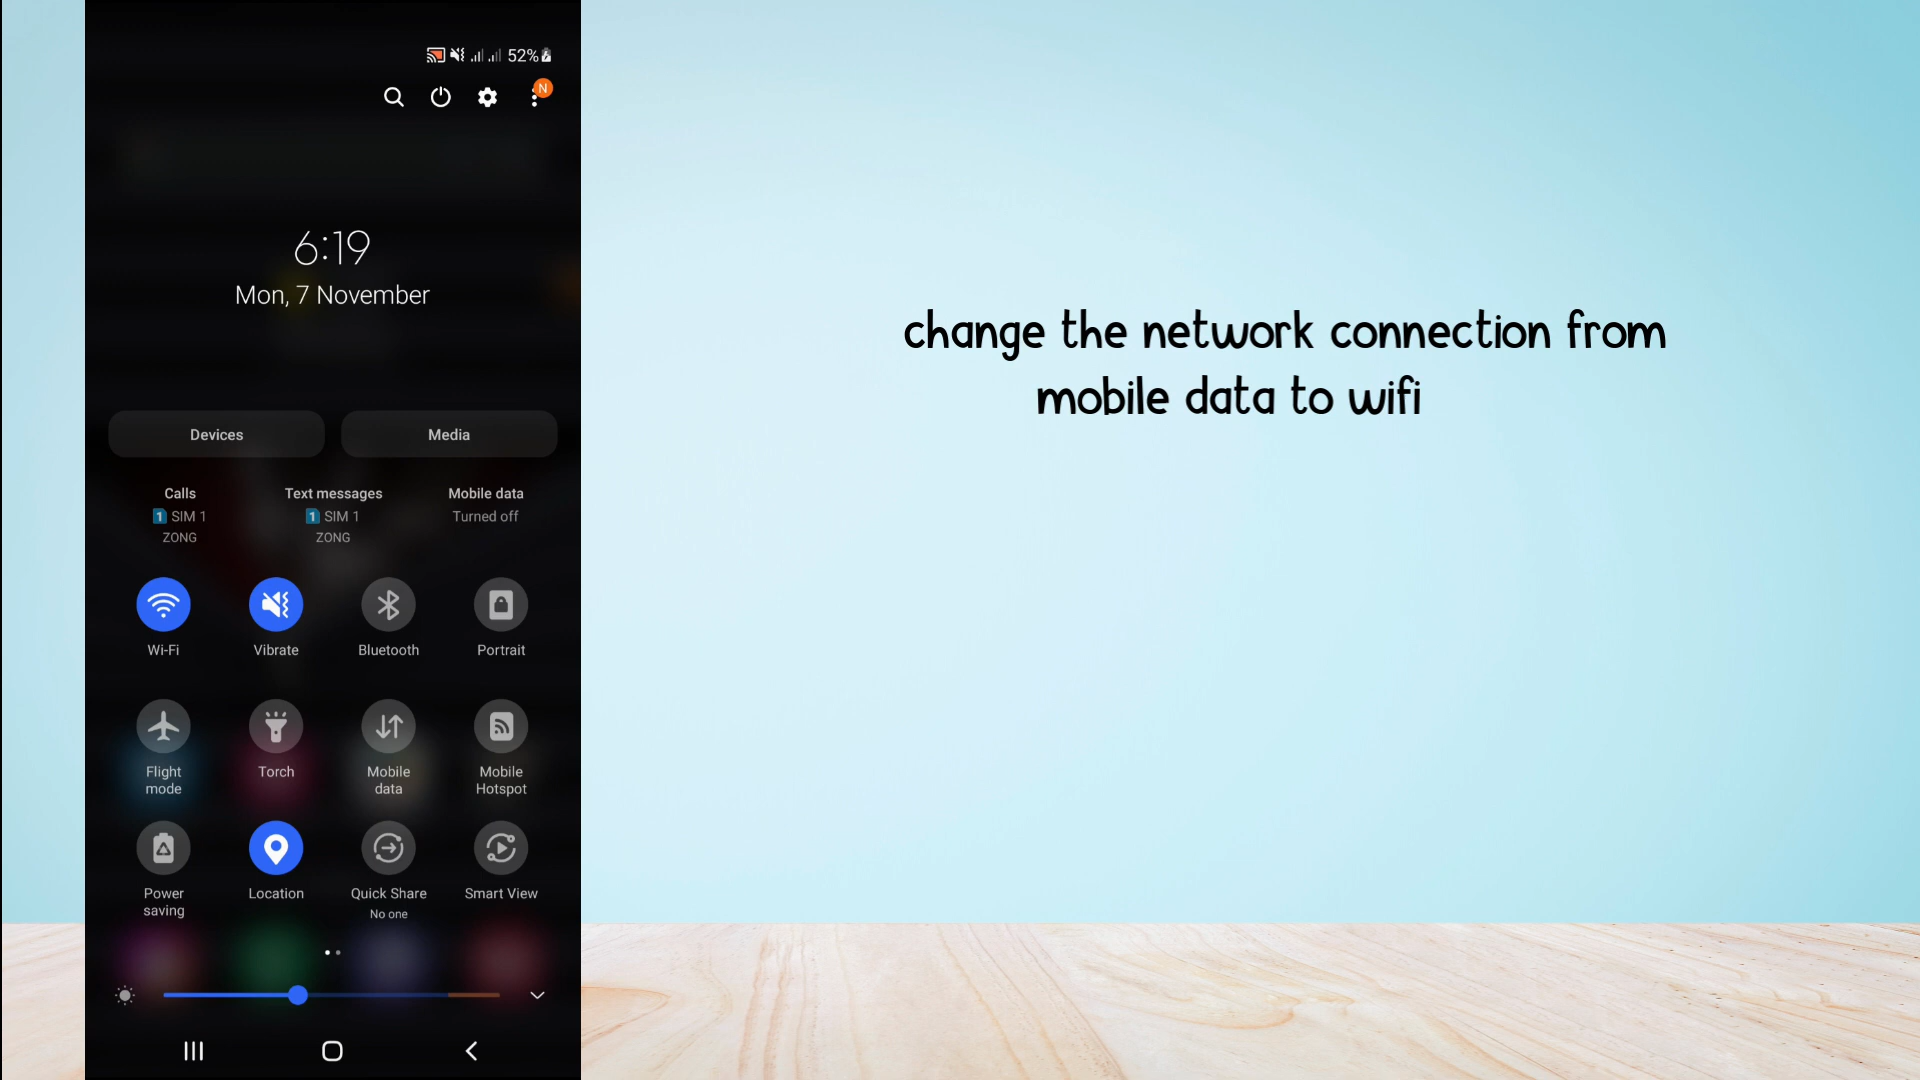 52%
N
6:19
Mon, 7 November
Devices
Media
Calls
Text messages
Mobile data
1 SIM 1
1 SIM 1
Turned off
ZONG
ZONG
Wi-Fi
Vibrate
Bluetooth
Portrait
Flight
mode
Torch
Mobile
data
Mobile
Hotspot
Power
saving
Location
Quick Share
No one
Smart View
change the network connection from
mobile data to wifi